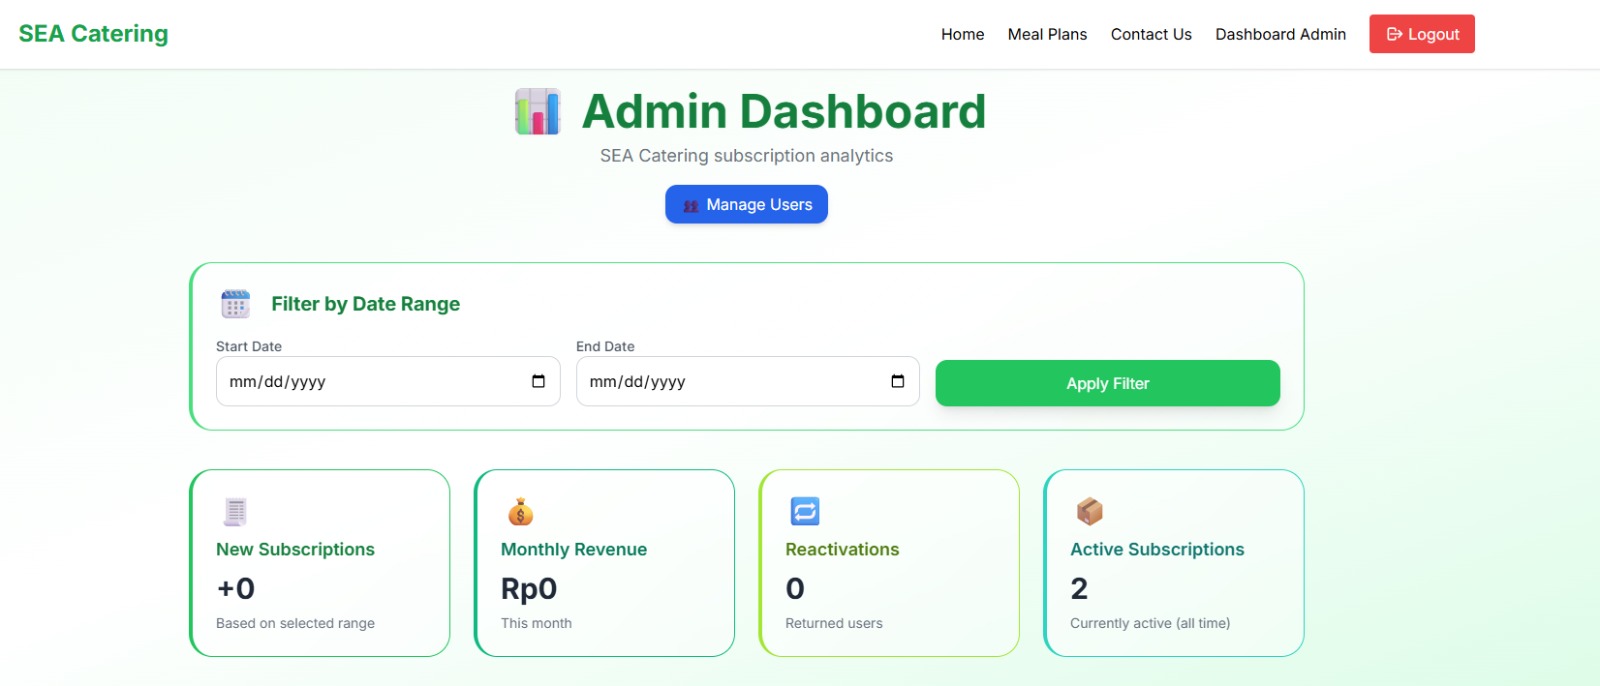 SEA Catering
Home Meal Plans Contact Us Dashboard Admin Logout
Admin Dashboard
SEA Catering subscription analytics
Manage Users
Filter by Date Range
Start Date End Date
mm/dd/yyyy mm/dd/yyyy Apply Filter
New Subscriptions
+0
Based on selected range
Monthly Revenue
Rp0
This month
Reactivations
0
Returned users
Active Subscriptions
2
Currently active (all time)